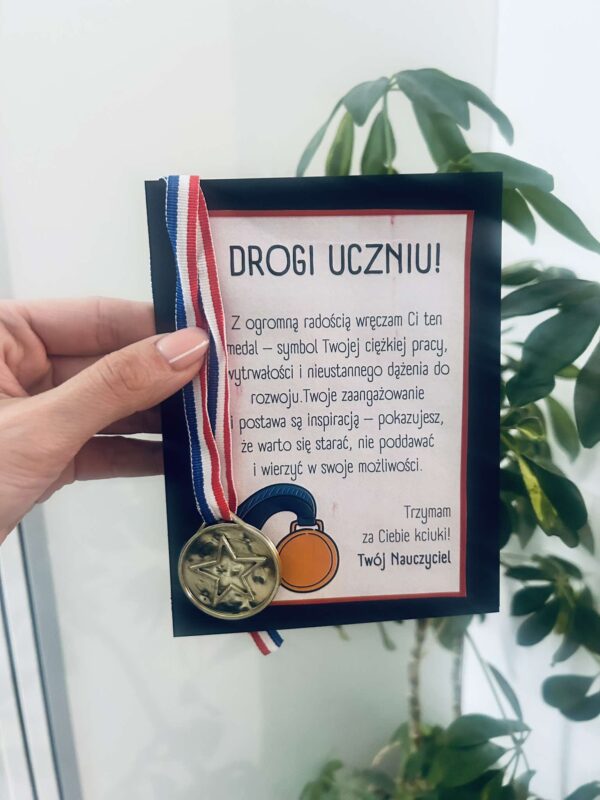 DROGI UCZNIU!
Z ogromną radością wręczam Ci ten
medal – symbol Twojej ciężkiej pracy,
wytrwałości i nieustannego dążenia do
rozwoju.Twoje zaangażowanie
i postawa są inspiracją – pokazujesz,
że warto się starać, nie poddawać
i wierzyć w swoje możliwości.
Trzymam
za Ciebie kciuki!
Twój Nauczyciel